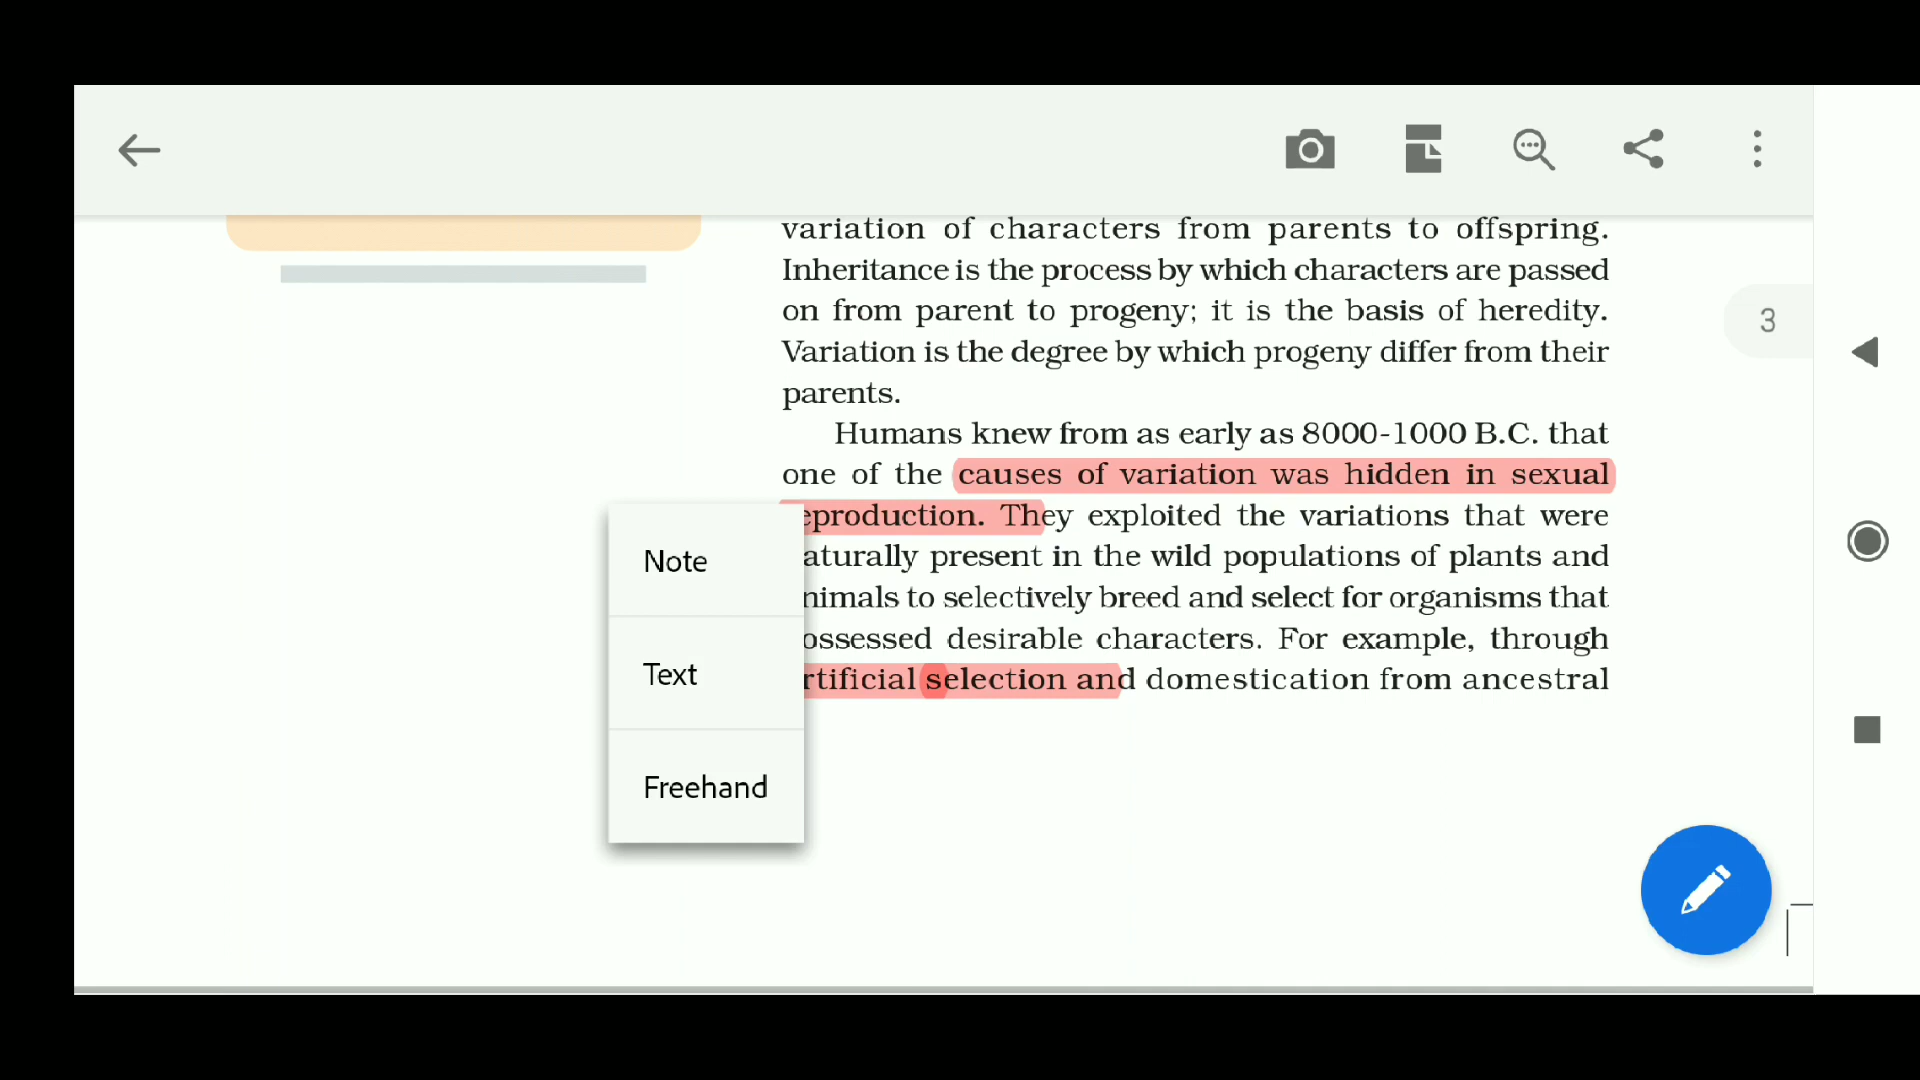 variation of characters from parents to offspring.
Inheritance is the process by which characters are passed
3
on from parent to progeny; it is the basis of heredity.
Variation is the degree by which progeny differ from their
parents.
Humans knew from as early as 8000-1000 B.C. that
one of the causes of variation was hidden in sexual
eproduction. They exploited the variations that were
aturally present in the wild populations of plants and
nimals to selectively breed and select for organisms that
ossessed desirable characters. For example, through
rtificial selection and domestication from ancestral
Note
Text
Freehand